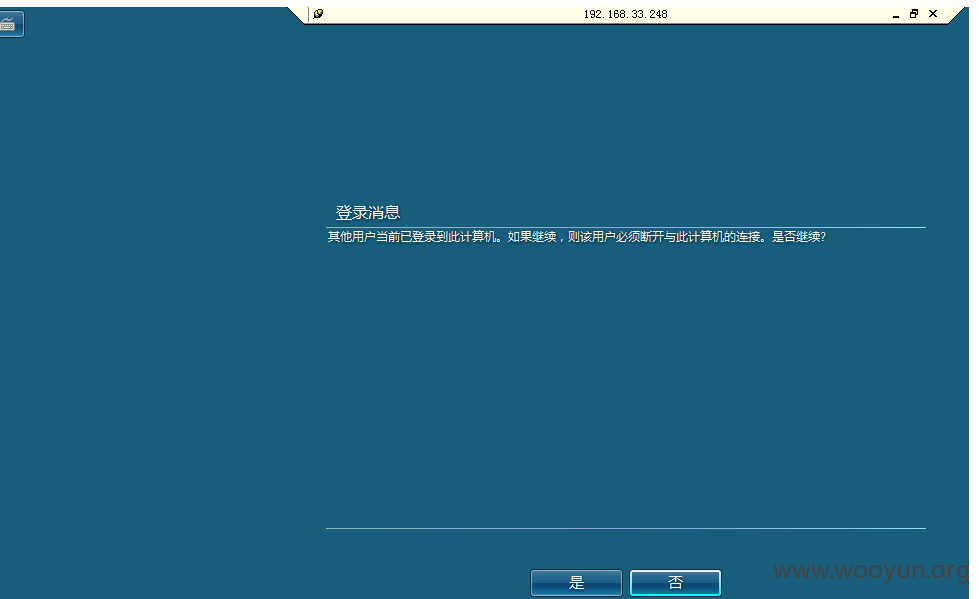 192.168.33.248
登录消息
其他用户当前已登录到此计算机。如果继续，则该用户必须断开与此计算机的连接。是否继续?
是
否
www.wooyun.org